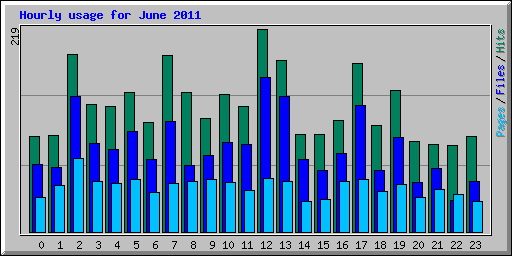 Hourly usage for June 2011
219
Pages / Files / Hits
0 1 2 3 4 5 6 7 8 9 10 11 12 13 14 15 16 17 18 19 20 21 22 23